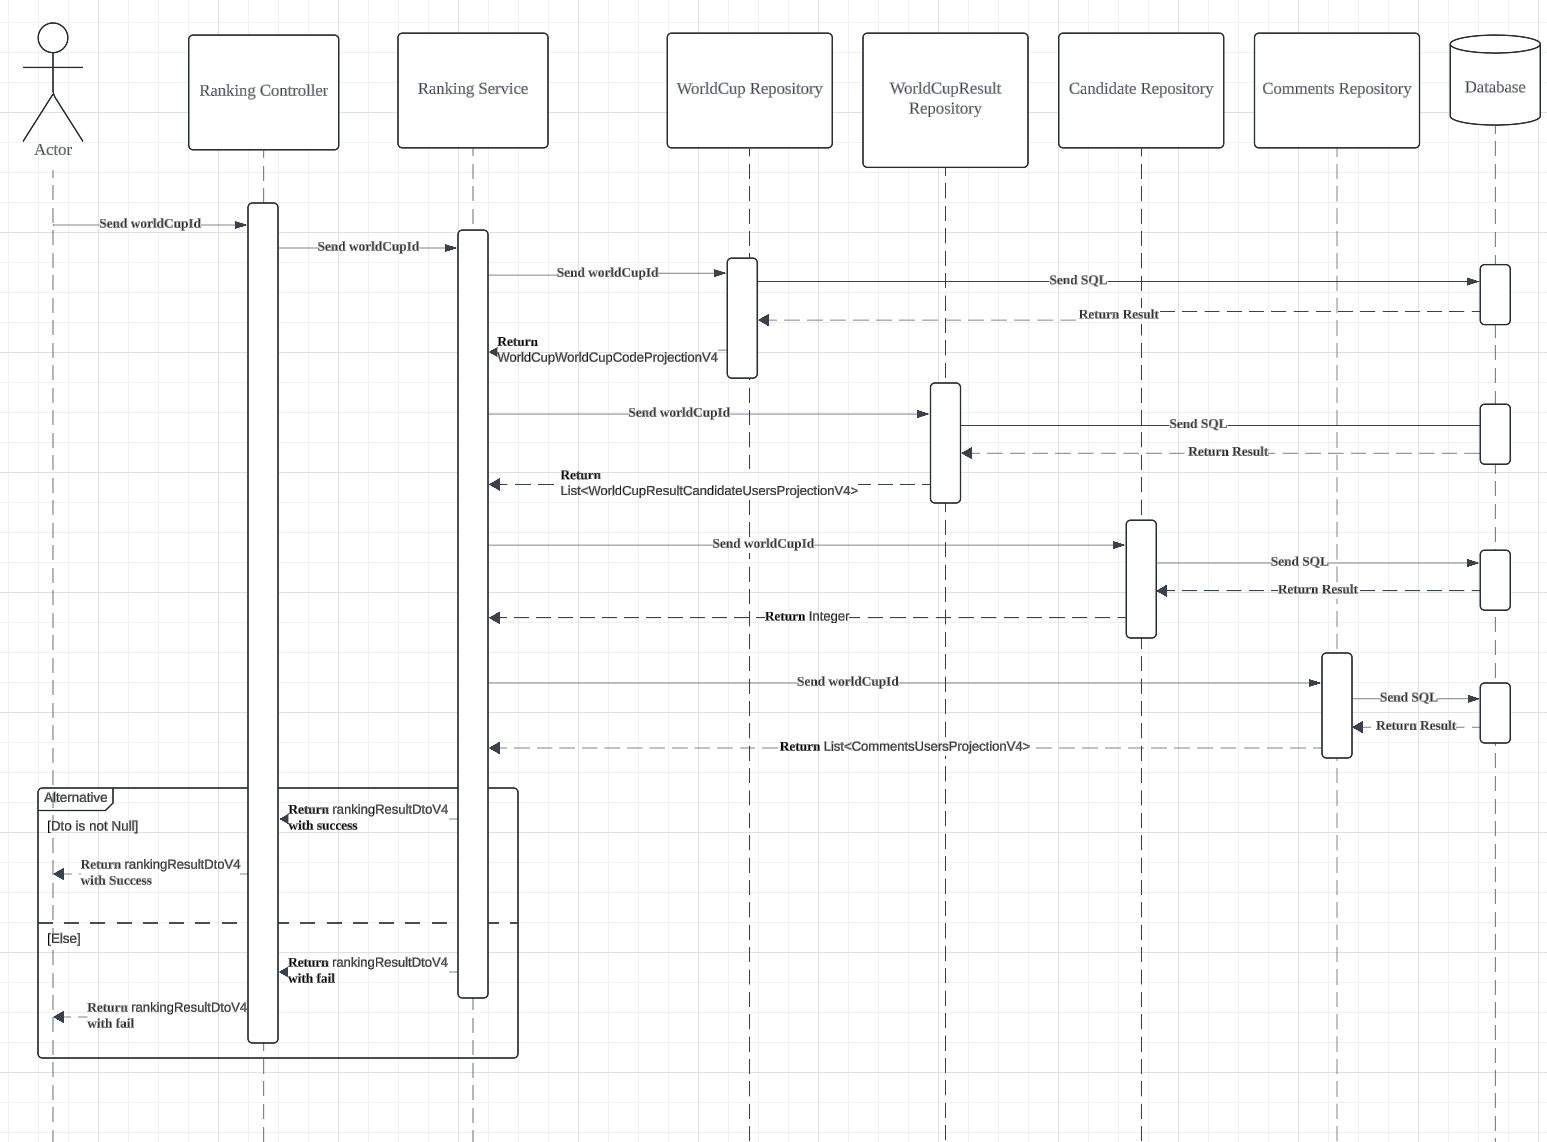 Actor
Ranking Controller
Ranking Service
WorldCup Repository
WorldCupResult
Repository
Candidate Repository
Comments Repository
Database
Send worldCupId
Send worldCupId
Send worldCupId
Send SQL
Return Result
Return
WorldCupWorldCupCodeProjectionV4
Send worldCupId
Send SQL
Return Result
Return
List<WorldCupResultCandidateUsersProjectionV4>
Send worldCupId
Send SQL
Return Result
Return Integer
Send worldCupId
Send SQL
Return Result
Return List<CommentsUsersProjectionV4>
Alternative
[Dto is not Null]
Return rankingResultDtoV4
with success
Return rankingResultDtoV4
with Success
[Else]
Return rankingResultDtoV4
with fail
Return rankingResultDtoV4
with fail